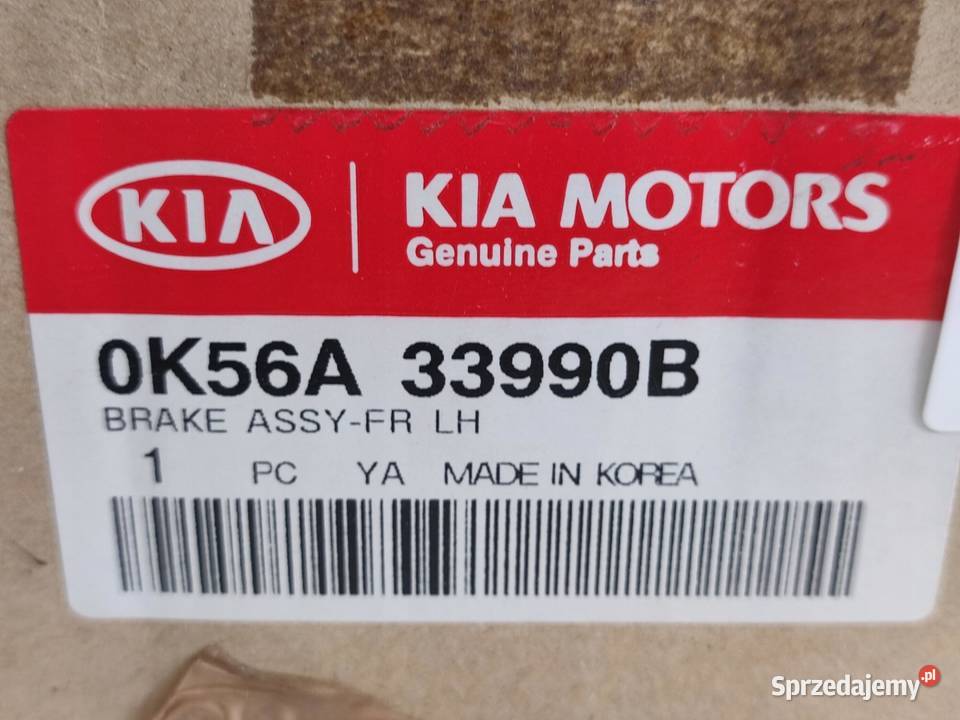 KIA
KIA MOTORS
Genuine Parts
0K56A 33990B
BRAKE ASSY-FR LH
1 PC YA MADE IN KOREA
Sprzedajemy.pl